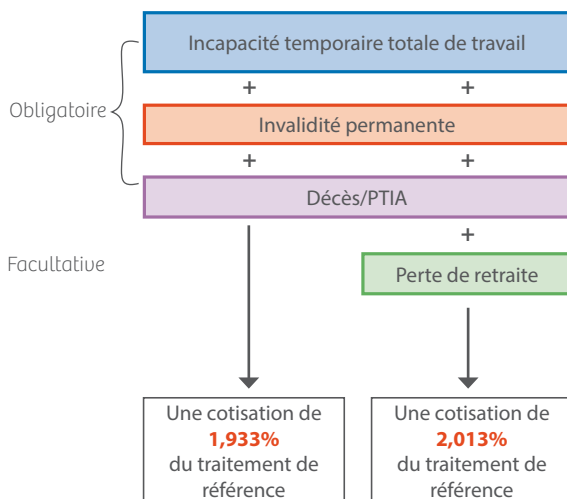 Incapacité temporaire totale de travail
+ +
Obligatoire
Invalidité permanente
+ +
Décès/PTIA
+
Facultative
Perte de retraite
Une cotisation de
1,933%
du traitement de
référence
Une cotisation de
2,013%
du traitement de
référence